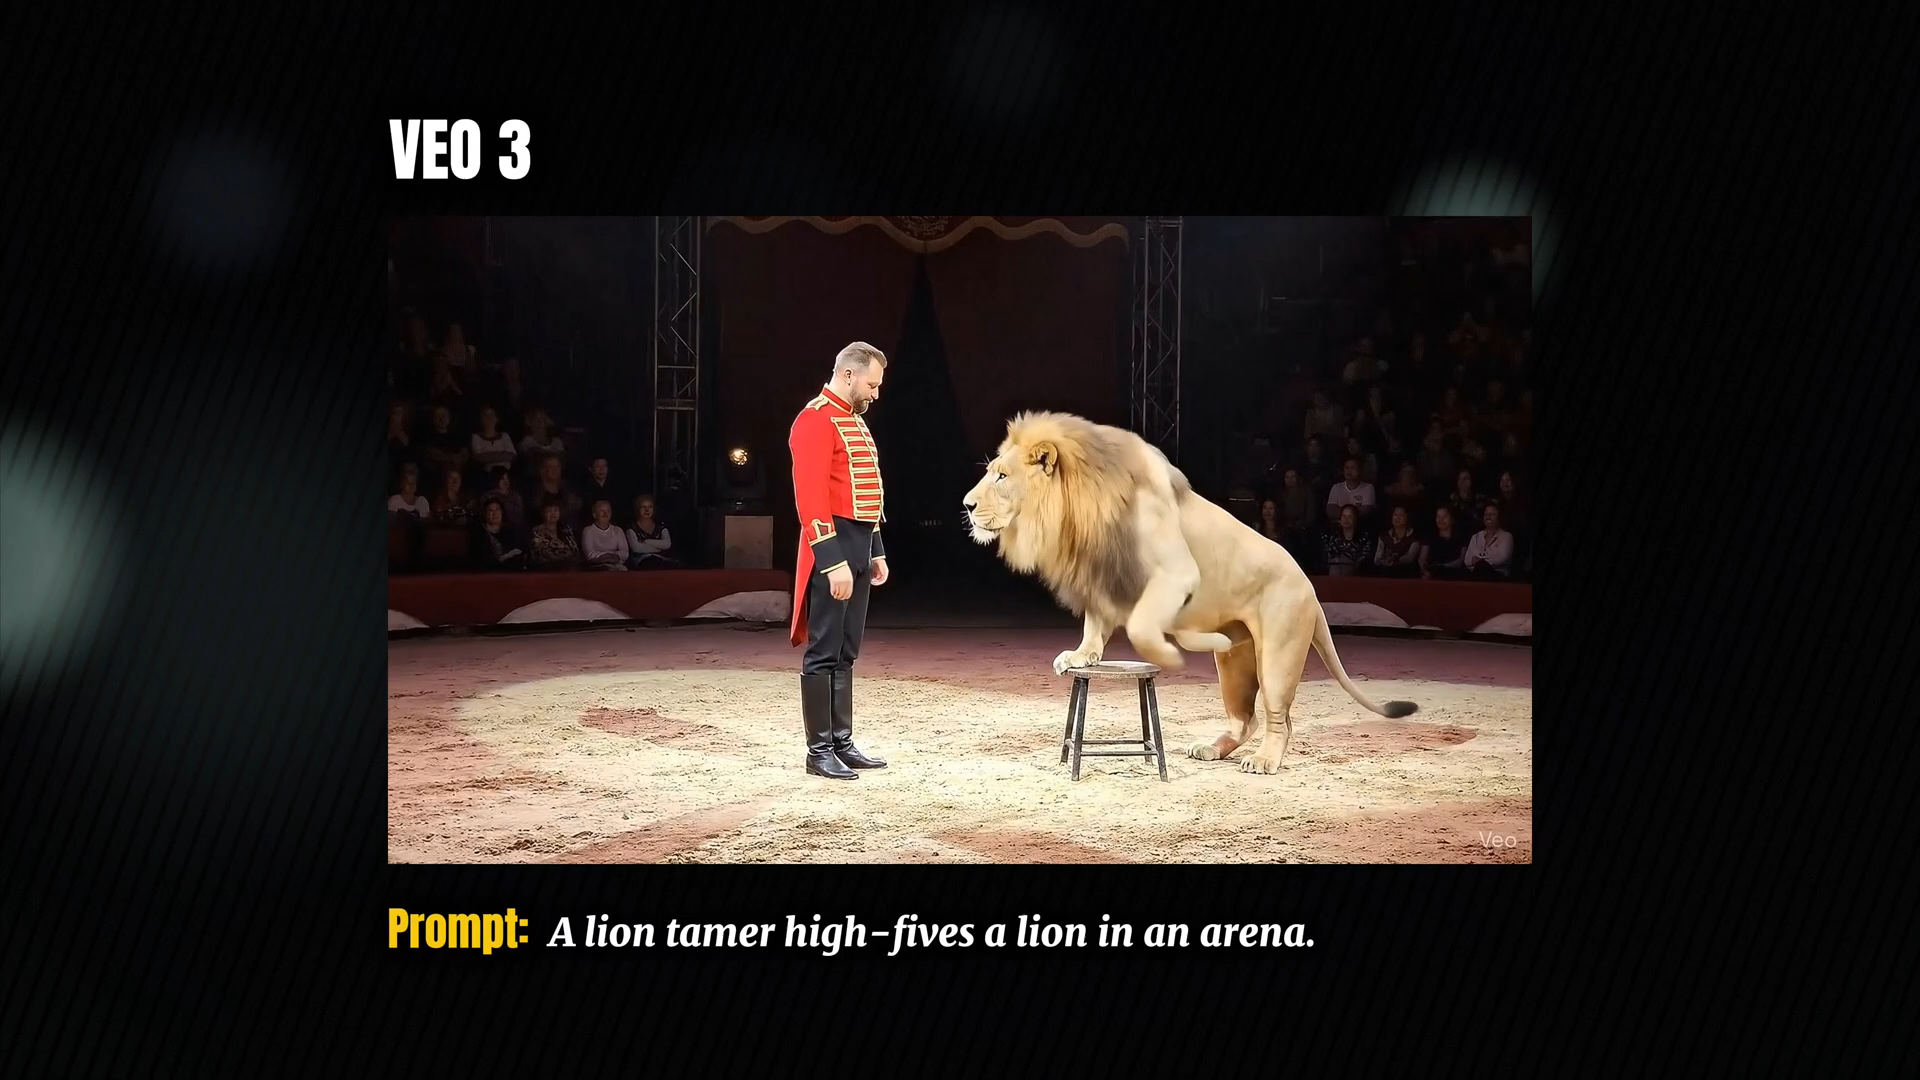 VEO 3
Veo
Prompt: A lion tamer high-fives a lion in an arena.